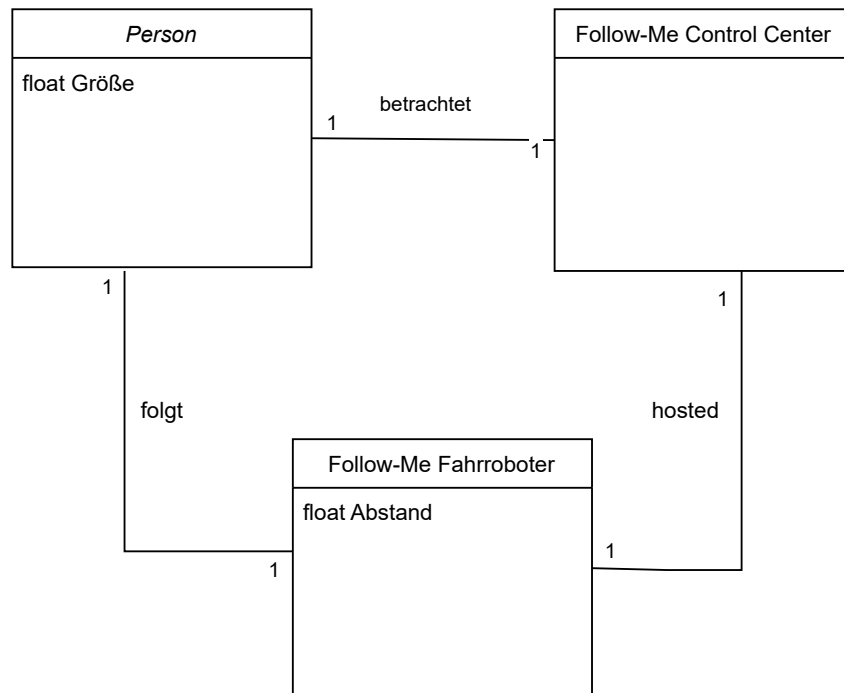 Person
Follow-Me Control Center
float Größe
betrachtet
1
1
1
1
folgt
hosted
Follow-Me Fahrroboter
float Abstand
1
1